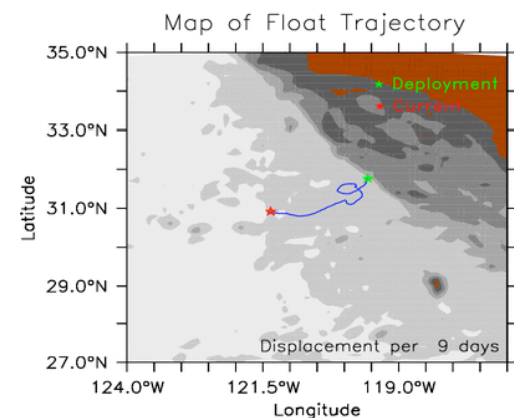 Map of Float Trajectory
35.0°N
Deployment
Current
33.0°N
Latitude
31.0°N
29.0°N
Displacement per 9 days
27.0°N
124.0°W 121.5°W 119.0°W
Longitude